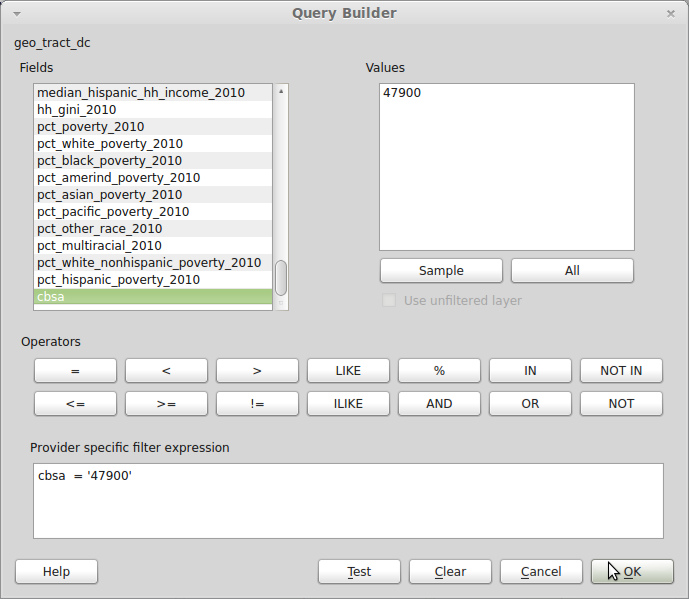 Query Builder
geo_tract_dc
Fields
Values
median_hispanic_hh_income_2010
hh_gini_2010
pct_poverty_2010
pct_white_poverty_2010
pct_black_poverty_2010
pct_amerind_poverty_2010
pct_asian_poverty_2010
pct_pacific_poverty_2010
pct_other_race_2010
pct_multiracial_2010
pct_white_nonhispanic_poverty_2010
pct_hispanic_poverty_2010
cbsa
47900
Sample All
Use unfiltered layer
Operators
= < > LIKE % IN NOT IN
<= >= != ILIKE AND OR NOT
Provider specific filter expression
cbsa  = '47900'
Help Test Clear Cancel OK